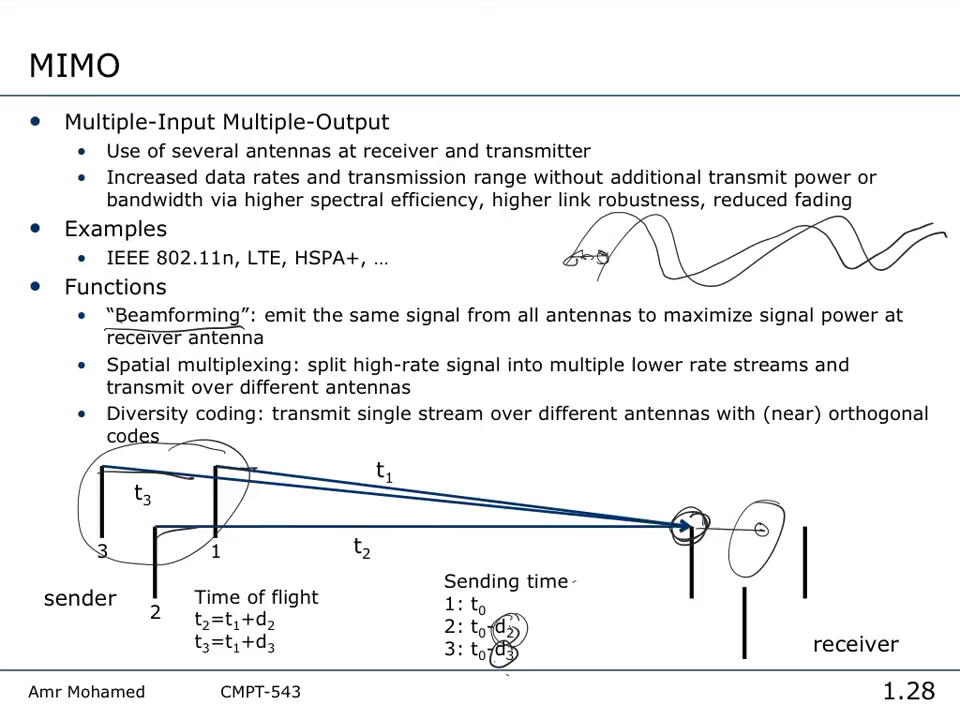 MIMO
Multiple-Input Multiple-Output
Use of several antennas at receiver and transmitter
Increased data rates and transmission range without additional transmit power or
bandwidth via higher spectral efficiency, higher link robustness, reduced fading
Examples
IEEE 802.11n, LTE, HSPA+, …
Functions
“Beamforming”: emit the same signal from all antennas to maximize signal power at
receiver antenna
Spatial multiplexing: split high-rate signal into multiple lower rate streams and
transmit over different antennas
Diversity coding: transmit single stream over different antennas with (near) orthogonal
codes
t1
t3
3
1
t2
sender
2
Time of flight
t2=t1+d2
t3=t1+d3
Sending time
1: t0
2: t0-d2
3: t0-d3
receiver
Amr Mohamed
CMPT-543
1.28